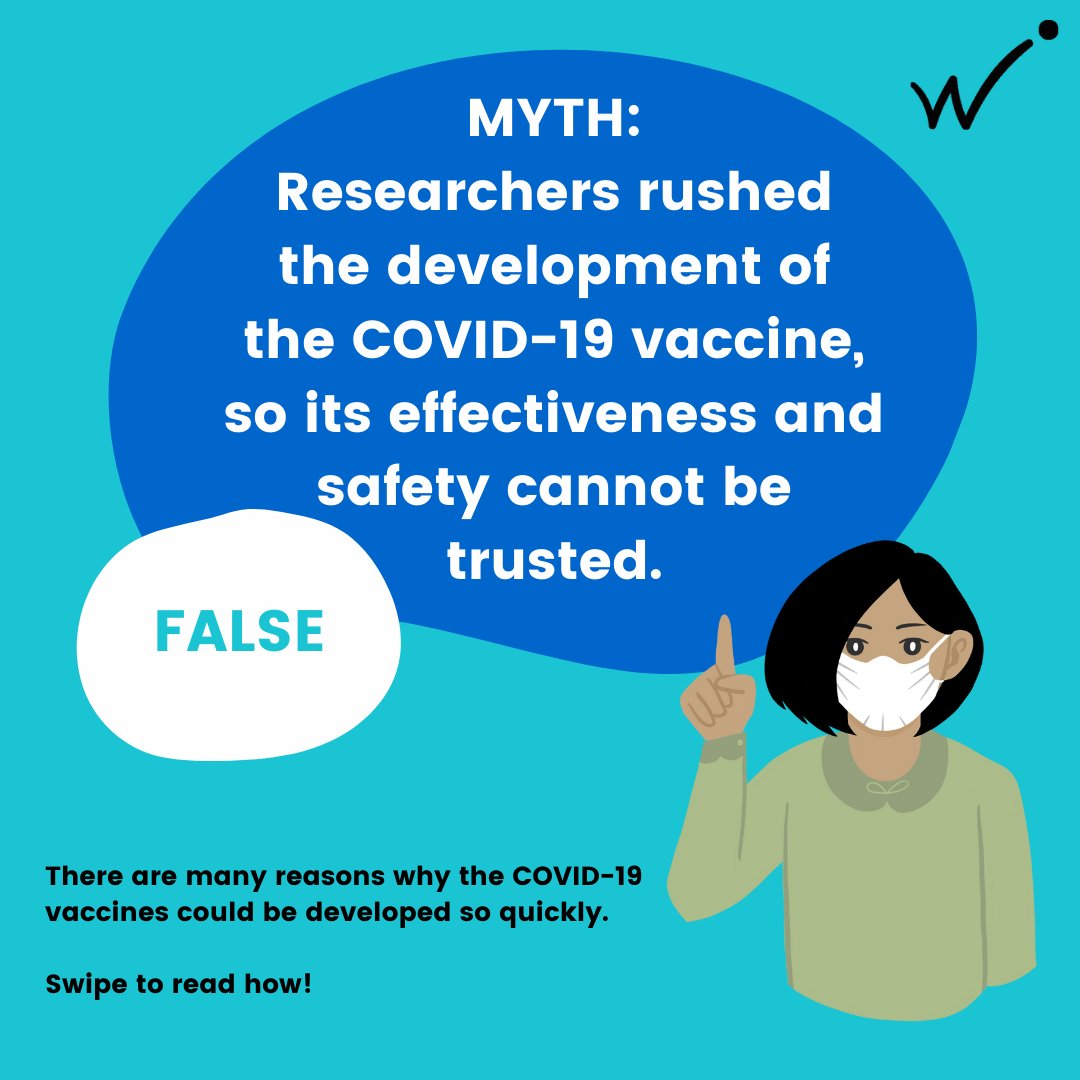 MYTH:
Researchers rushed
the development of
the COVID-19 vaccine,
so its effectiveness and
safety cannot be
trusted.
FALSE
There are many reasons why the COVID-19
vaccines could be developed so quickly.
Swipe to read how!